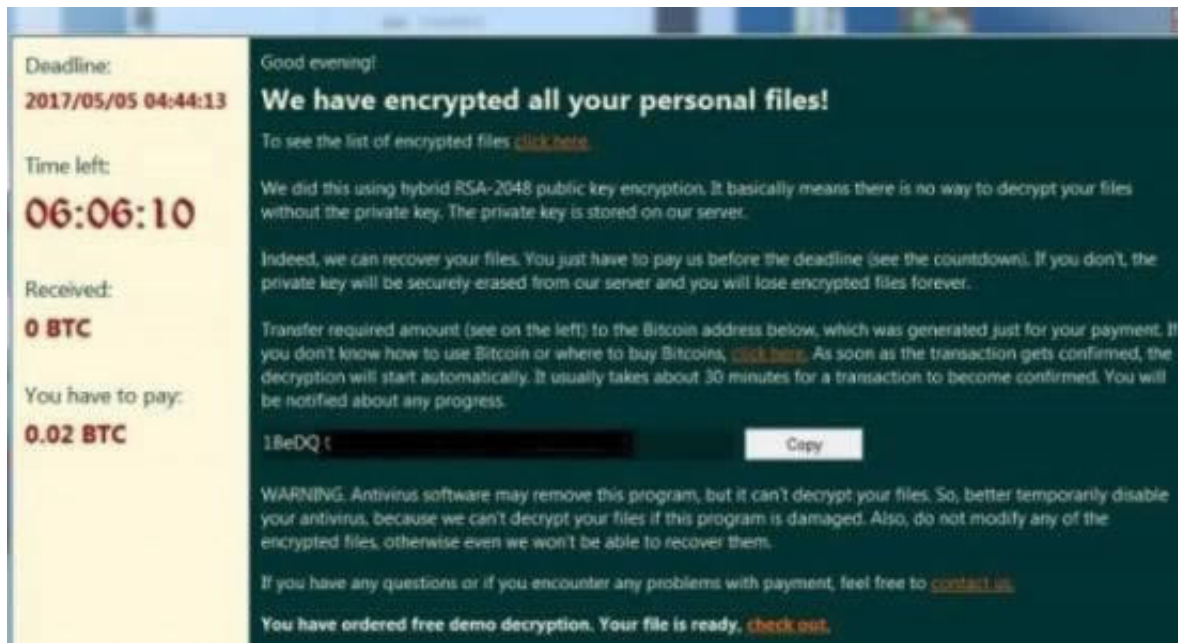 Deadline:
2017/05/05 04:44:13
Time left:
06:06:10
Received:
0 BTC
You have to pay:
0.02 BTC
Good evening!
We have encrypted all your personal files!
To see the list of encrypted files click here.
We did this using hybrid RSA-2048 public key encryption. It basically means there is no way to decrypt your files
without the private key. The private key is stored on our server.
Indeed, we can recover your files. You just have to pay us before the deadline (see the countdown). If you don't, the
private key will be securely erased from our server and you will lose encrypted files forever.
Transfer required amount (see on the left) to the Bitcoin address below, which was generated just for your payment. If
you don't know how to use Bitcoin or where to buy Bitcoins, click here. As soon as the transaction gets confirmed, the
decryption will start automatically. It usually takes about 30 minutes for a transaction to become confirmed. You will
be notified about any progress.
18eDQ t
Copy
WARNING. Antivirus software may remove this program, but it can't decrypt your files. So, better temporarily disable
your antivirus, because we can't decrypt your files if this program is damaged. Also, do not modify any of the
encrypted files, otherwise even we won't be able to recover them.
If you have any questions or if you encounter any problems with payment, feel free to contact us.
You have ordered free demo decryption. Your file is ready, check out.